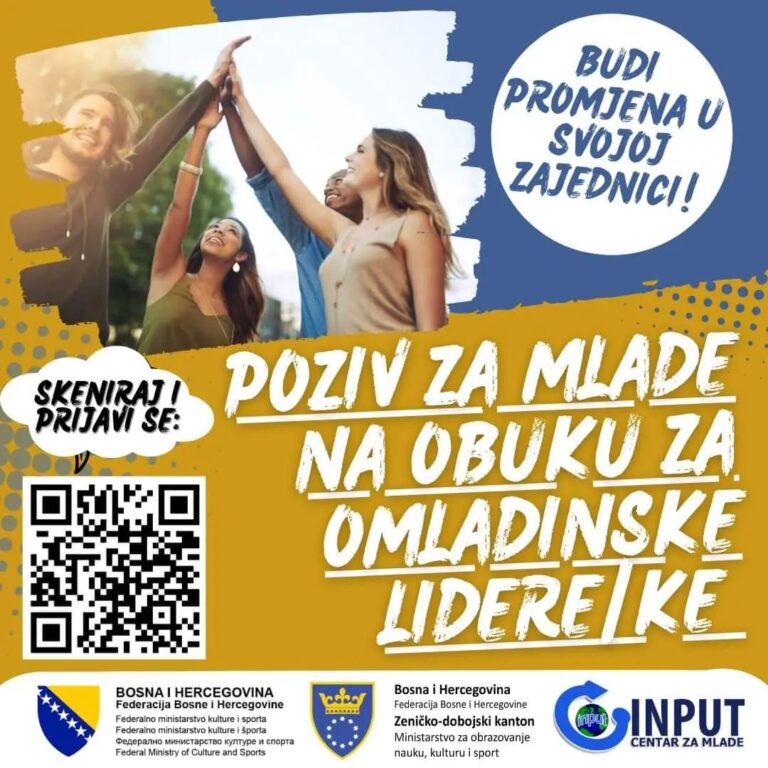 BUDI
PROMJENA U
SVOJOJ
ZAJEDNICI!
POZIV ZA MLADE
NA OBUKU ZA
OMLADINSKE
LIDERE/KE
SKENIRAJ I
PRIJAVI SE:
BOSNA I HERCEGOVINA
Federacija Bosne i Hercegovine
Federalno ministarstvo kulture i sporta
Federalno ministarstvo kulture i športa
Федерално министарство културе и спорта
Federal Ministry of Culture and Sports
Bosna i Hercegovina
Federacija Bosne i Hercegovine
Zeničko-dobojski kanton
Ministarstvo za obrazovanje
nauku, kulturu i sport
input
INPUT
CENTAR ZA MLADE